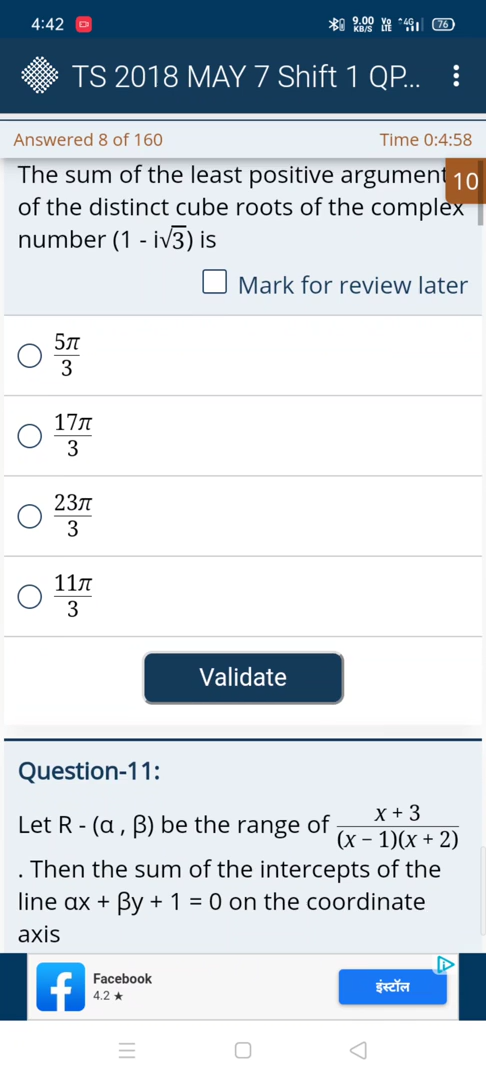 4:42 9.00 KB/S Vo LTE 4G 76
TS 2018 MAY 7 Shift 1 QP...
Answered 8 of 160 Time 0:4:58
The sum of the least positive argument 10
of the distinct cube roots of the complex
number (1 - i√3) is
Mark for review later
5π/3
17π/3
23π/3
11π/3
Validate
Question-11:
Let R - (α , β) be the range of (x + 3)/((x − 1)(x + 2))
. Then the sum of the intercepts of the
line αx + βy + 1 = 0 on the coordinate
axis
Facebook
4.2 ★
इंस्टॉल